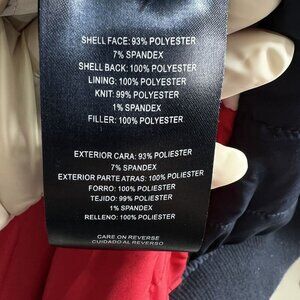 SHELL FACE: 93% POLYESTER
7% SPANDEX
SHELL BACK: 100% POLYESTER
LINING: 100% POLYESTER
KNIT: 99% POLYESTER
1% SPANDEX
FILLER: 100% POLYESTER
EXTERIOR CARA: 93% POLIESTER
7% SPANDEX
EXTERIOR PARTE ATRAS: 100% POLIESTER
FORRO: 100% POLIESTER
TEJIDO: 99% POLIESTER
1% SPANDEX
RELLENO: 100% POLIESTER
CARE ON REVERSE
CUIDADO AL REVERSO